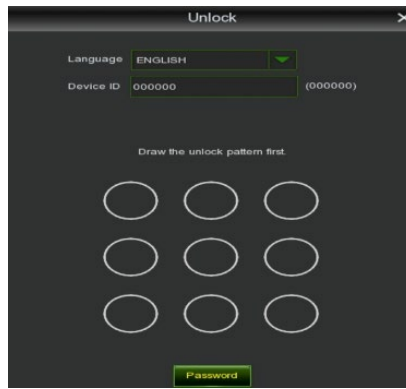 Unlock
Language ENGLISH
Device ID 000000 (000000)
Draw the unlock pattern first.
Password